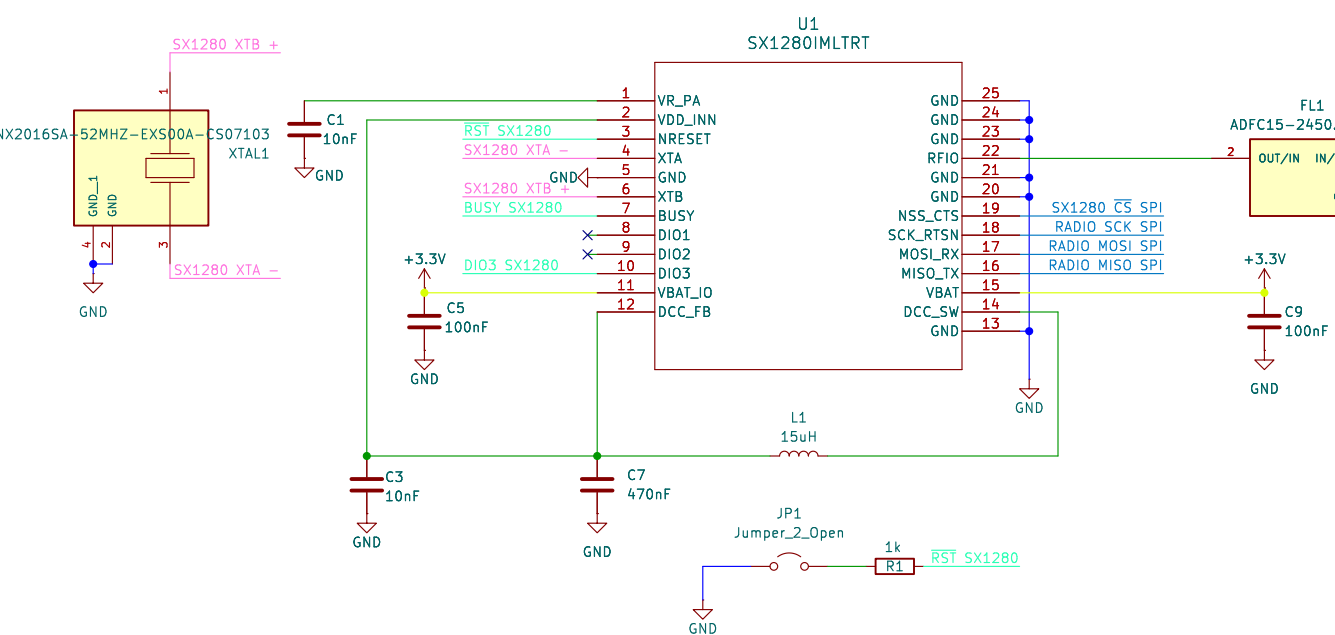 U1
SX1280IMLTRT
SX1280 XTB +
1
NX2016SA-52MHZ-EXS00A-CS07103
XTAL1
GND_1
GND
4
2
3
SX1280 XTA -
GND
C1
10nF
GND
RST SX1280
SX1280 XTA -
GND
SX1280 XTB +
BUSY SX1280
DIO3 SX1280
+3.3V
C5
100nF
GND
1 VR_PA
2 VDD_INN
3 NRESET
4 XTA
5 GND
6 XTB
7 BUSY
8 DIO1
9 DIO2
10 DIO3
11 VBAT_IO
12 DCC_FB
GND 25
GND 24
GND 23
RFIO 22
GND 21
GND 20
NSS_CTS 19
SCK_RTSN 18
MOSI_RX 17
MISO_TX 16
VBAT 15
DCC_SW 14
GND 13
SX1280 CS SPI
RADIO SCK SPI
RADIO MOSI SPI
RADIO MISO SPI
GND
FL1
ADFC15-2450
2
OUT/IN
IN/
+3.3V
C9
100nF
GND
L1
15uH
C3
10nF
GND
C7
470nF
GND
JP1
Jumper_2_Open
1k
R1
RST SX1280
GND